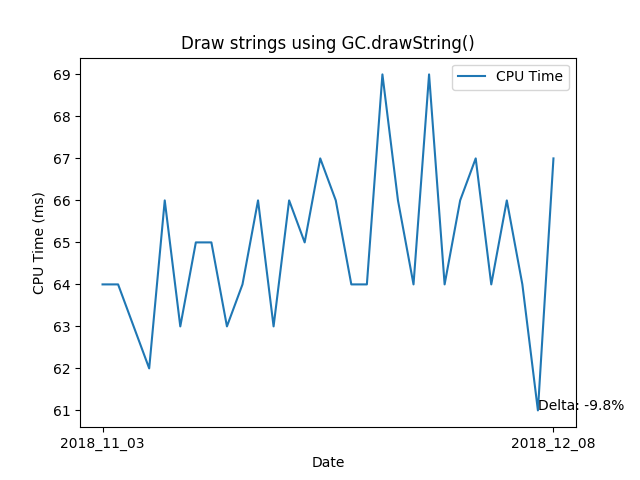 Draw strings using GC.drawString()
CPU Time
69
68
67
66
65
64
63
62
61
CPU Time (ms)
Delta: -9.8%
2018_11_03
2018_12_08
Date